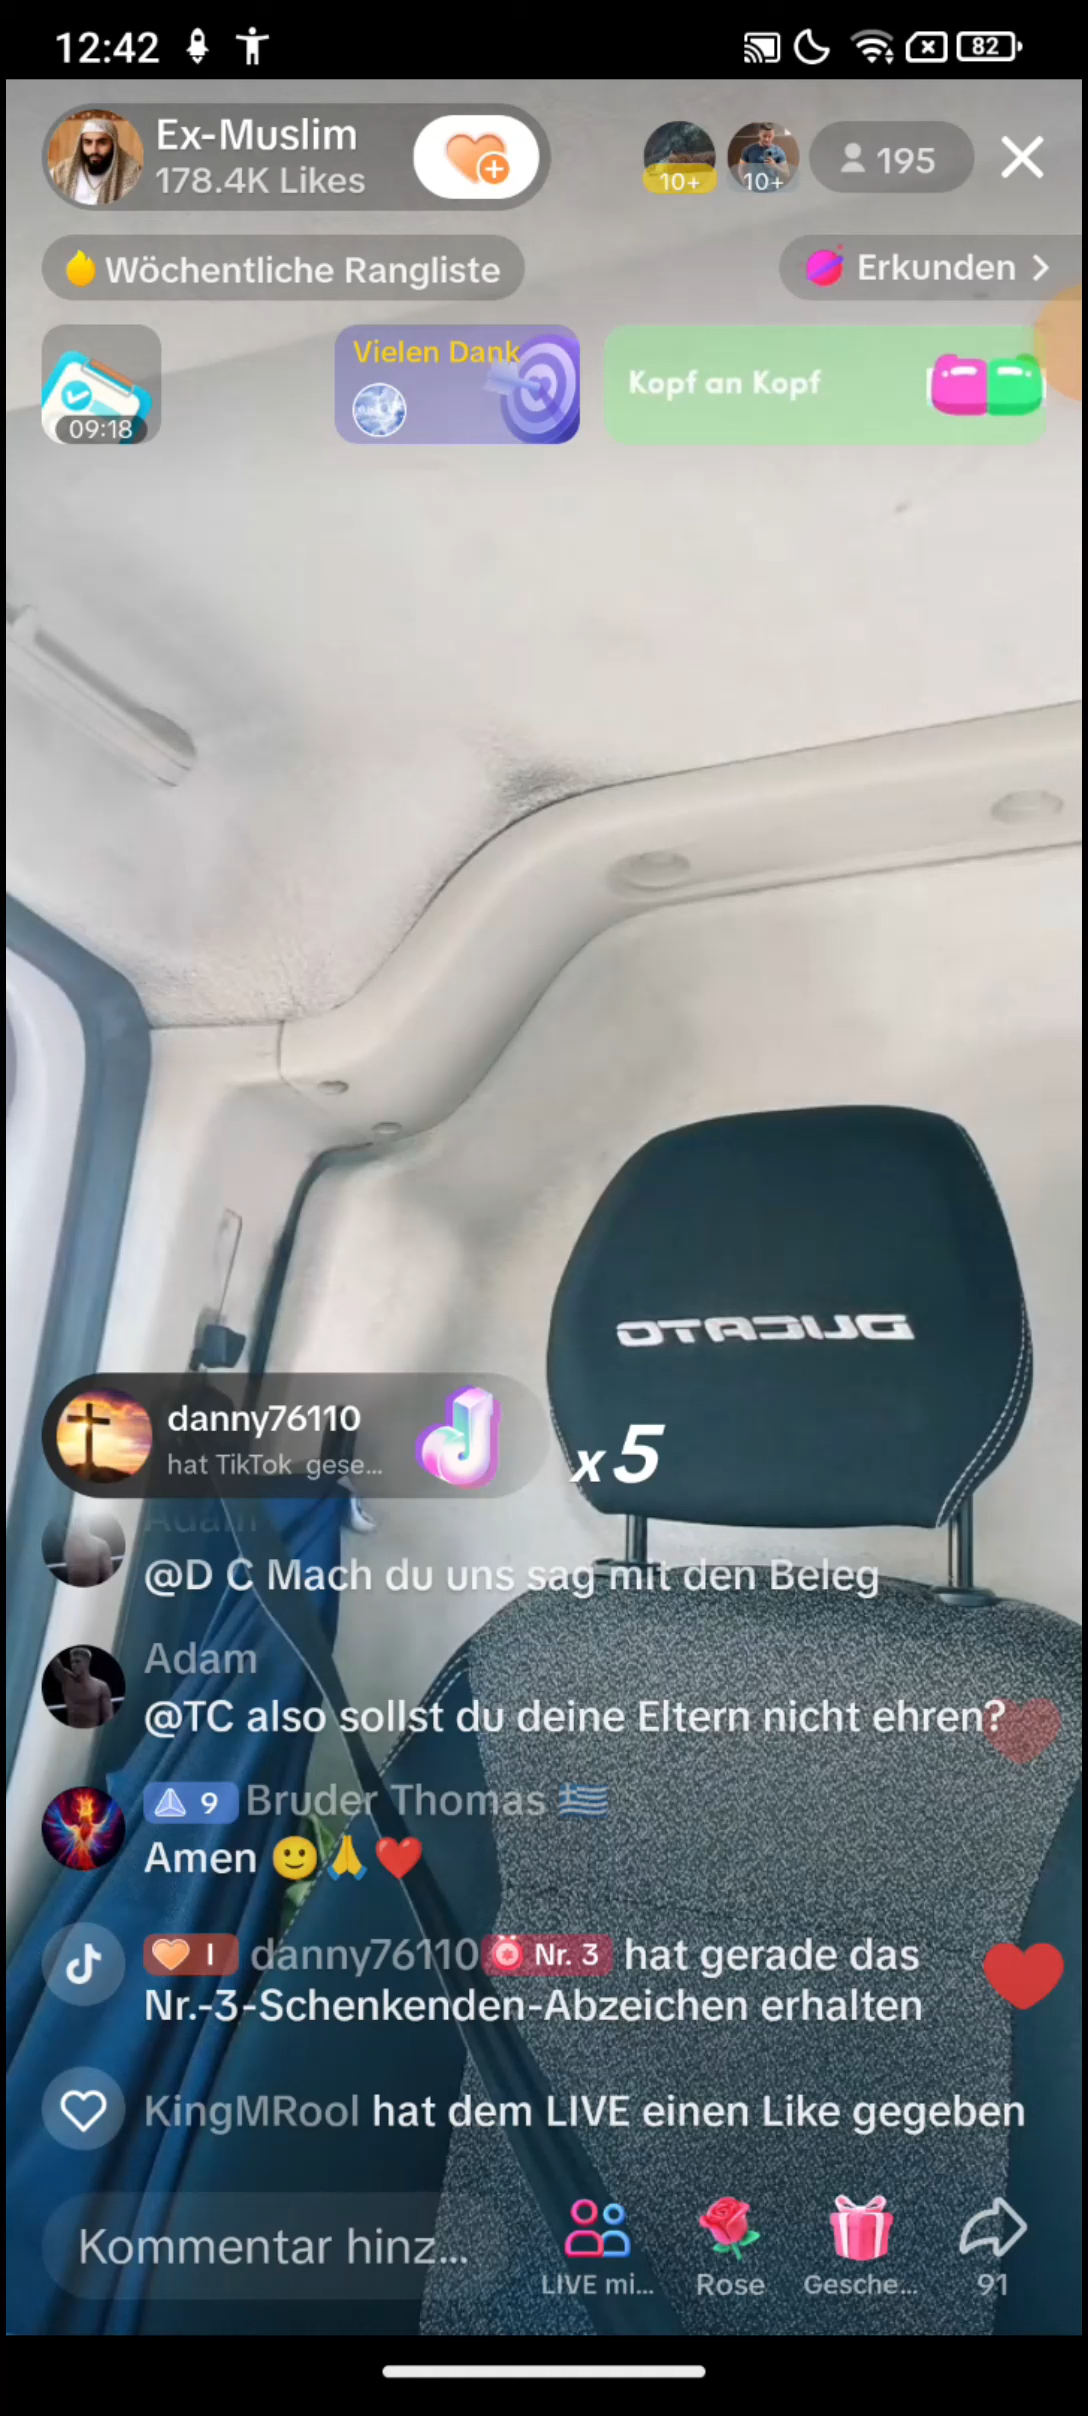 12:42
82
Ex-Muslim
178.4K Likes
10+
10+
195
Wöchentliche Rangliste
Erkunden
09:18
Vielen Dank
Kopf an Kopf
DUCATO
danny76110
hat TikTok gese...
x5
Adam
@D C Mach du uns sag mit den Beleg
Adam
@TC also sollst du deine Eltern nicht ehren?
9 Bruder Thomas 🇬🇷
Amen 🙂🙏❤️
I danny76110 Nr. 3 hat gerade das
Nr.-3-Schenkenden-Abzeichen erhalten
KingMRool hat dem LIVE einen Like gegeben
Kommentar hinz...
LIVE mi...
Rose
Gesche...
91